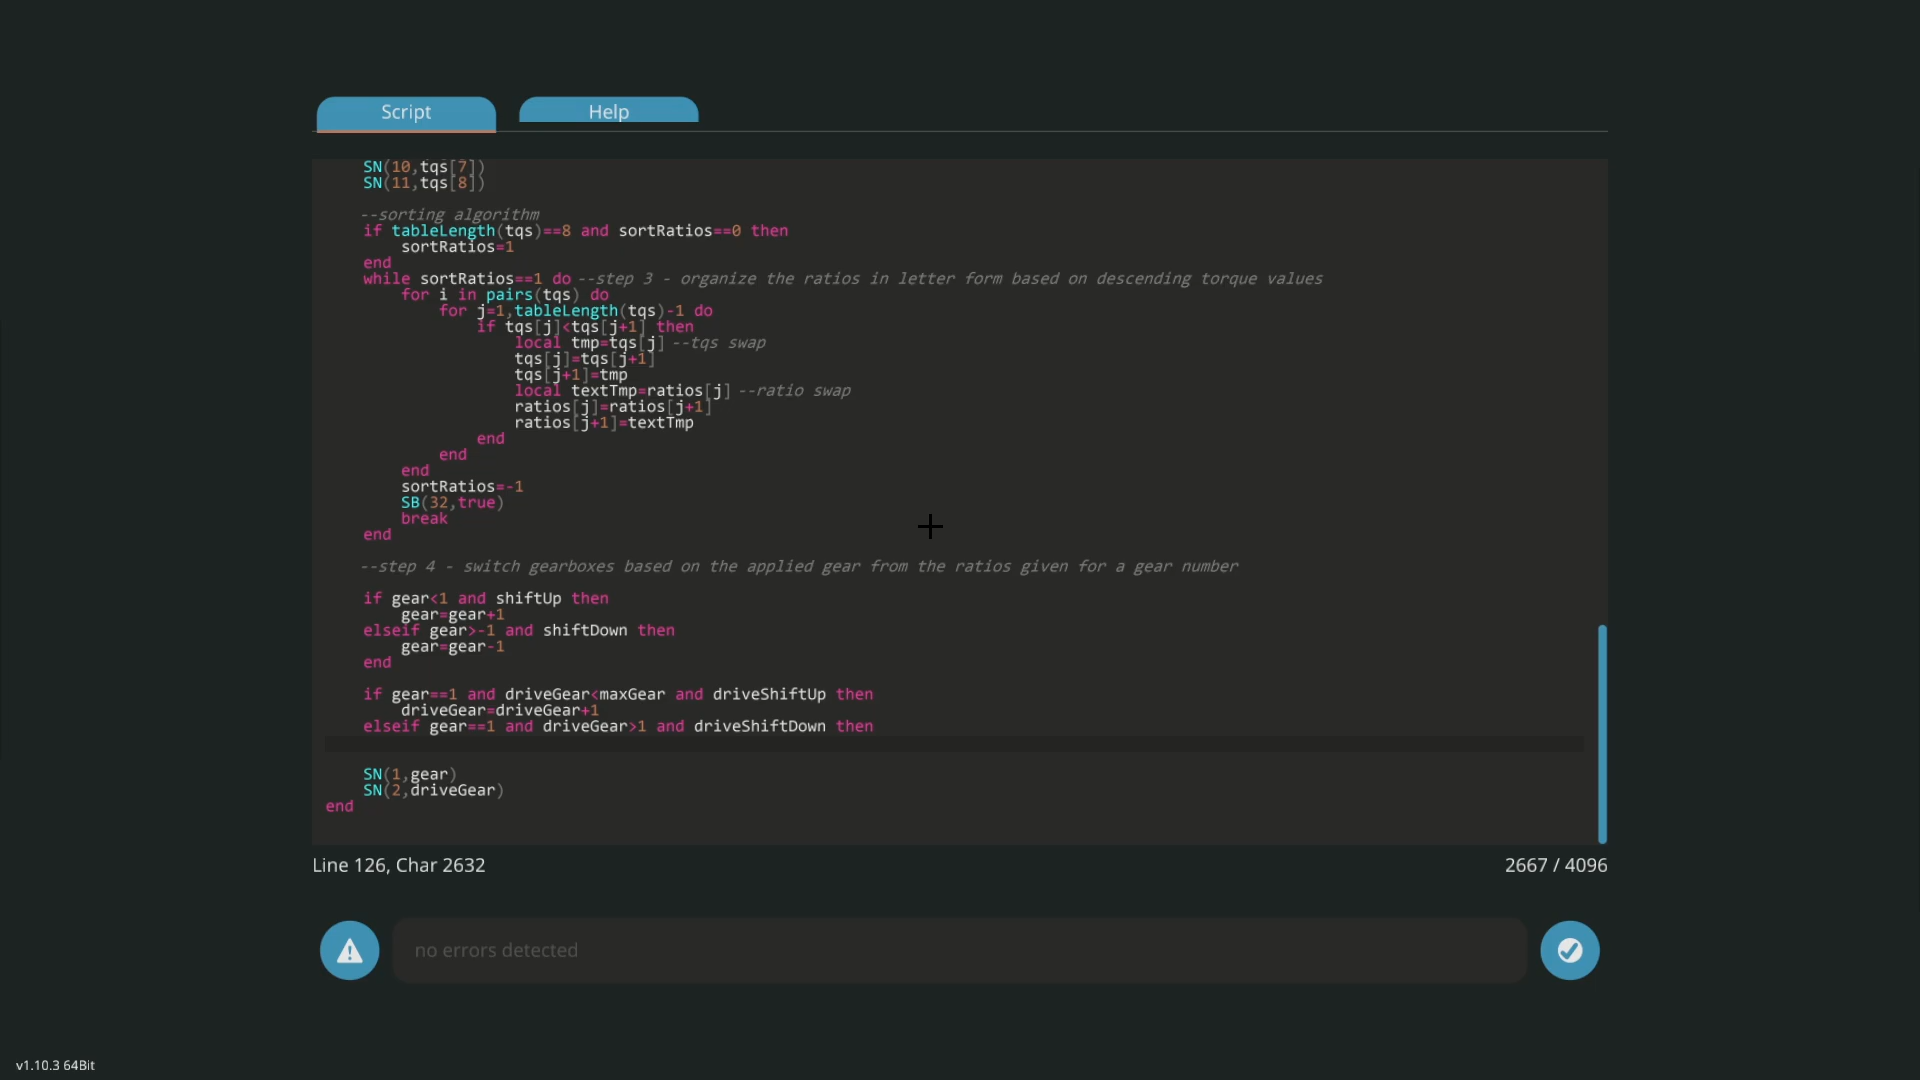 Script
Help
SN(10,tqs[7])
SN(11,tqs[8])
--sorting algorithm
if tableLength(tqs)==8 and sortRatios==0 then
sortRatios=1
end
while sortRatios==1 do --step 3 - organize the ratios in letter form based on descending torque values
for i in pairs(tqs) do
for j=1,tableLength(tqs)-1 do
if tqs[j]<tqs[j+1] then
local tmp=tqs[j] --tqs swap
tqs[j]=tqs[j+1]
tqs[j+1]=tmp
local textTmp=ratios[j] --ratio swap
ratios[j]=ratios[j+1]
ratios[j+1]=textTmp
end
end
end
sortRatios=-1
SB(32,true)
break
end
--step 4 - switch gearboxes based on the applied gear from the ratios given for a gear number
if gear<1 and shiftUp then
gear=gear+1
elseif gear>-1 and shiftDown then
gear=gear-1
end
if gear==1 and driveGear<maxGear and driveShiftUp then
driveGear=driveGear+1
elseif gear==1 and driveGear>1 and driveShiftDown then
SN(1,gear)
SN(2,driveGear)
end
Line 126, Char 2632
2667 / 4096
no errors detected
v1.10.3 64Bit